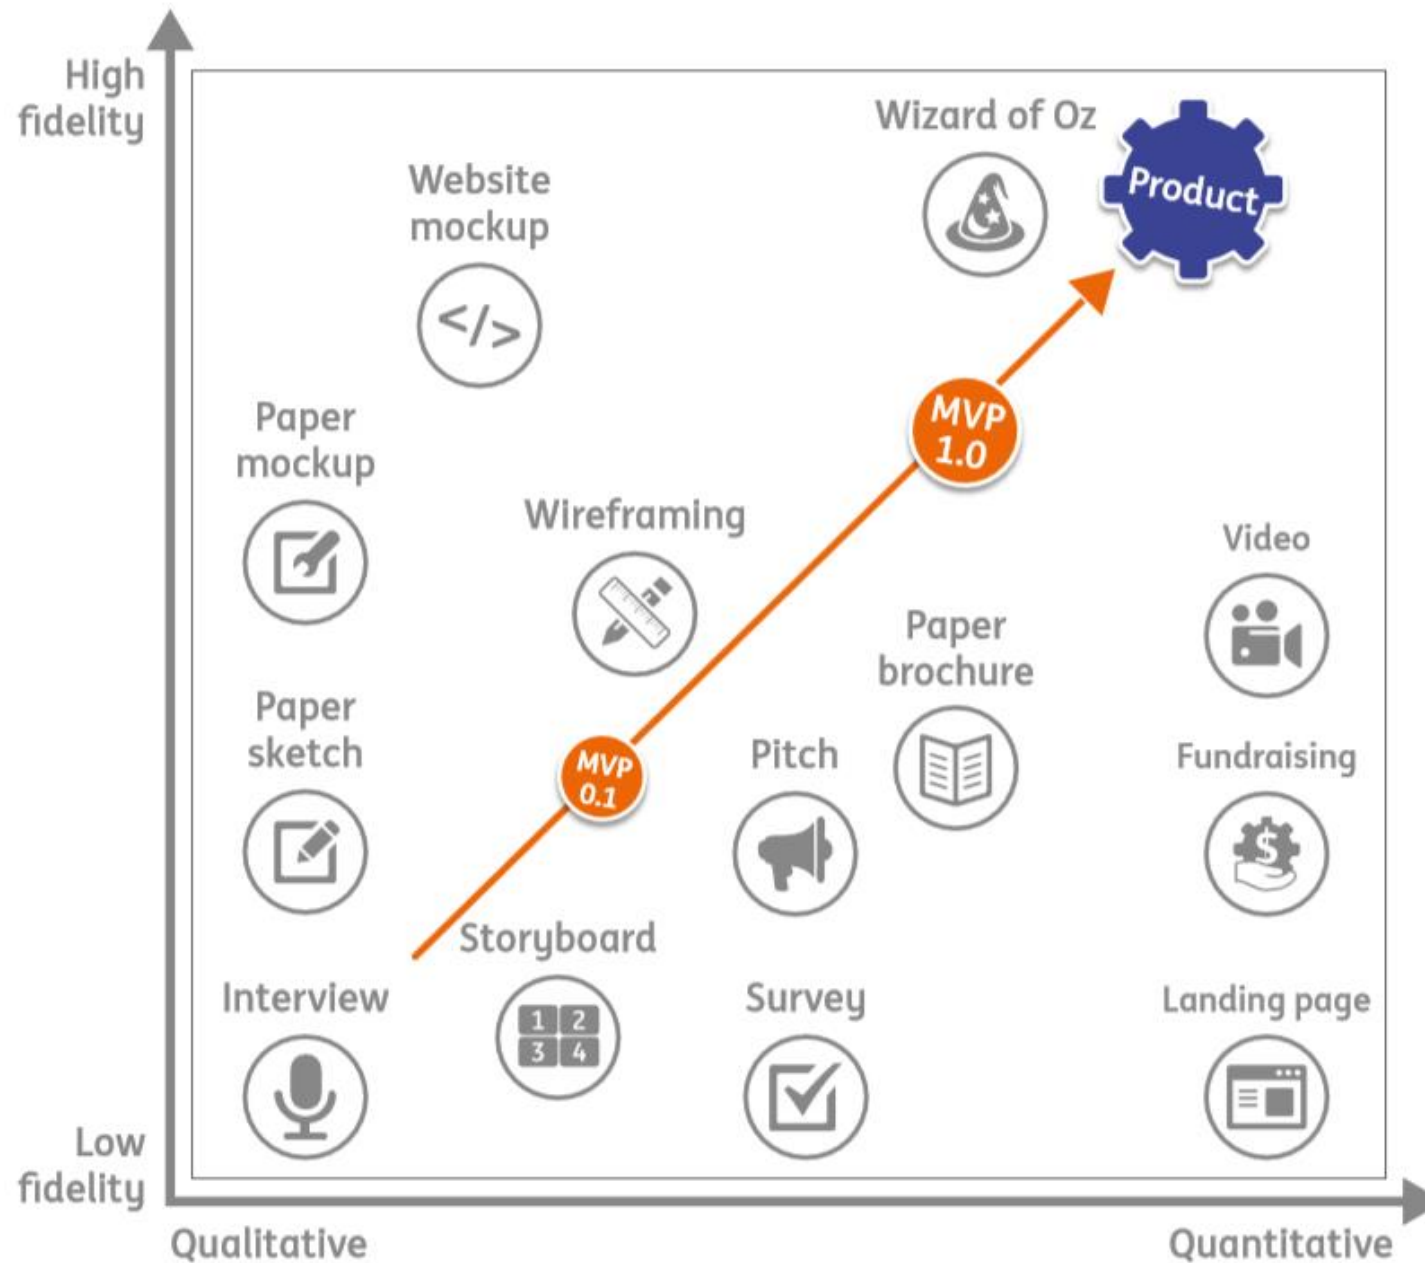 High
fidelity
Wizard of Oz
Product
Website
mockup
</>
Paper
mockup
MVP
1.0
Wireframing
Video
Paper
brochure
Paper
sketch
MVP
0.1
Pitch
Fundraising
$
Storyboard
1 2
3 4
Interview
Survey
Landing page
Low
fidelity
Qualitative
Quantitative